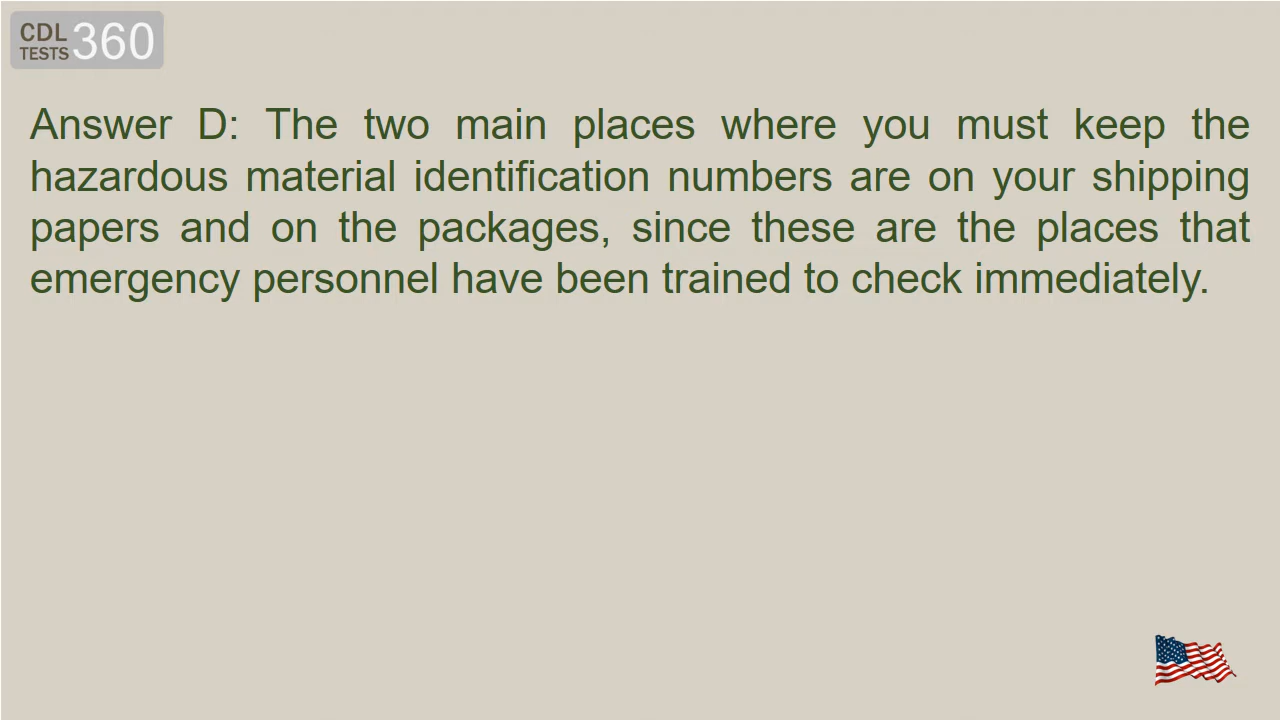 CDL
TESTS 360
Answer D: The two main places where you must keep the
hazardous material identification numbers are on your shipping
papers and on the packages, since these are the places that
emergency personnel have been trained to check immediately.